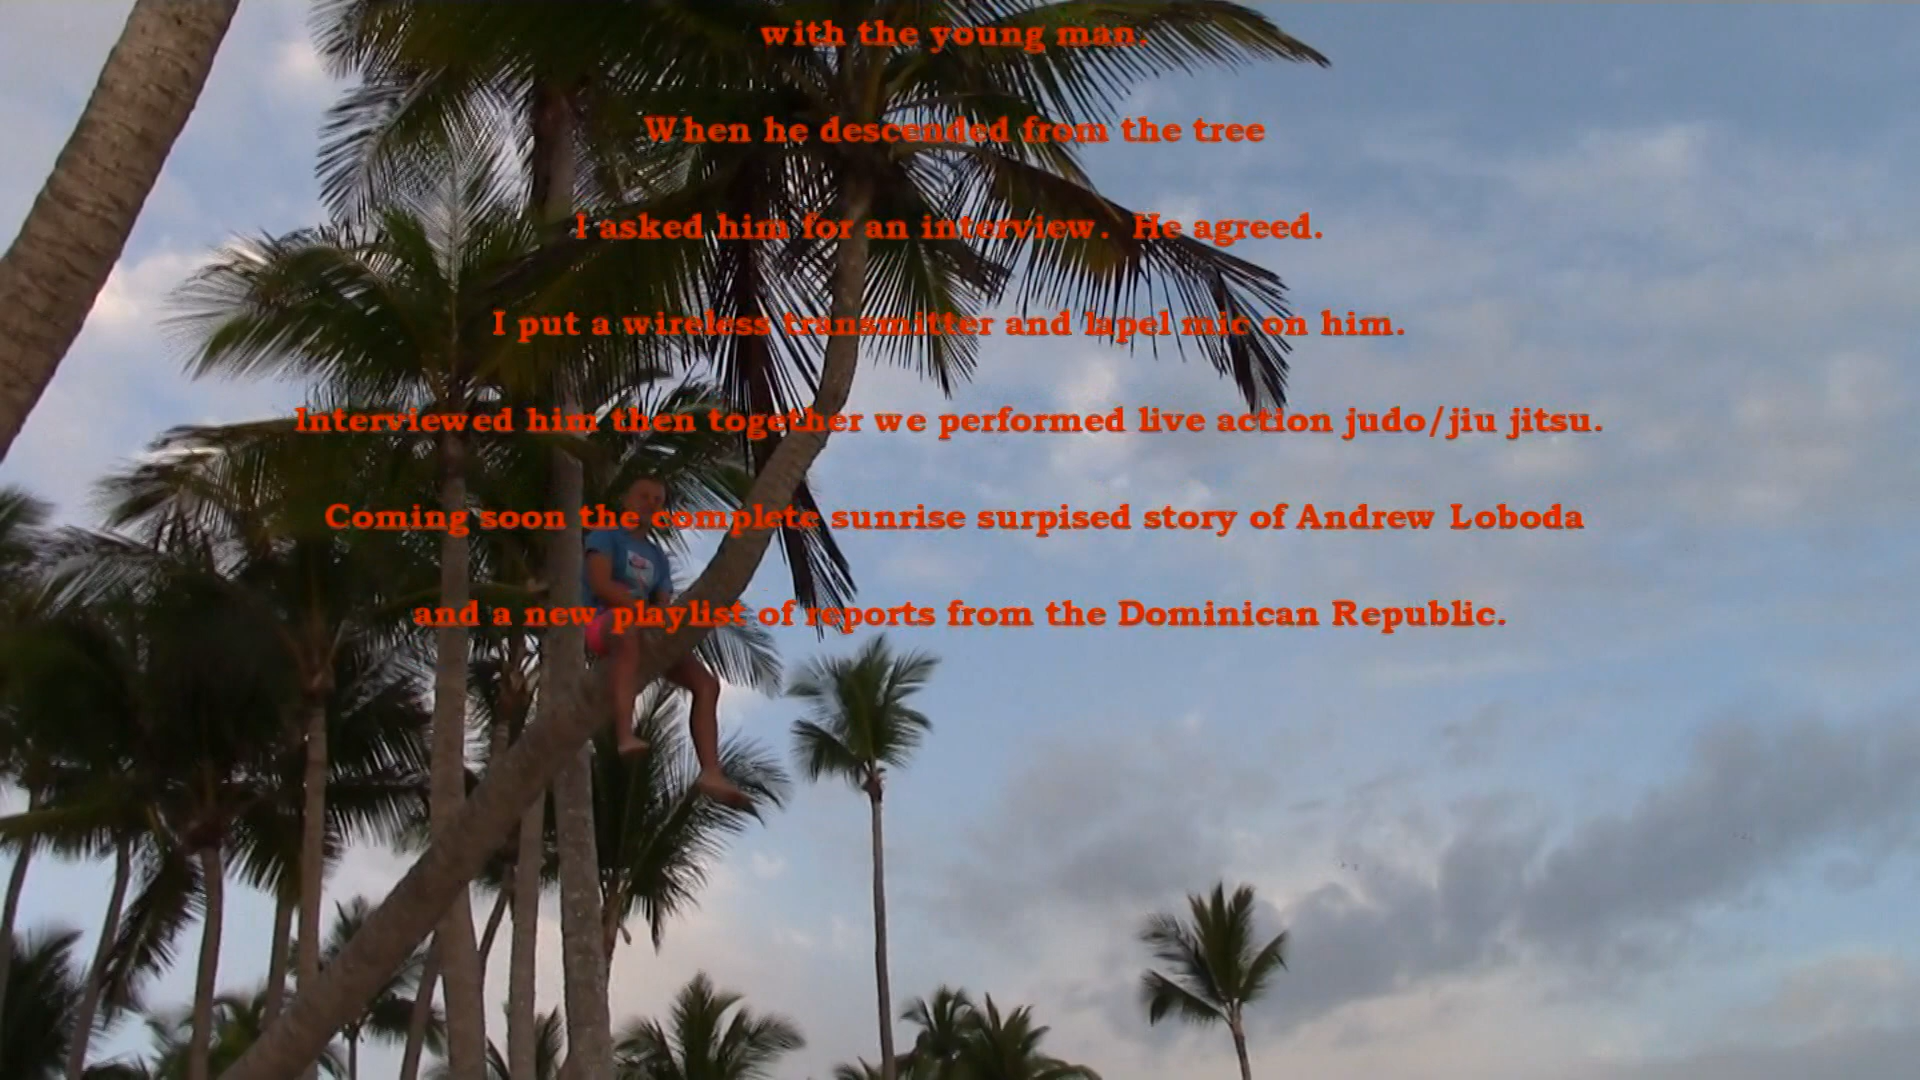 with the young man.
When he descended from the tree
I asked him for an interview.  He agreed.
I put a wireless transmitter and lapel mic on him.
Interviewed him then together we performed live action judo/jiu jitsu.
Coming soon the complete sunrise surpised story of Andrew Loboda
and a new playlist of reports from the Dominican Republic.